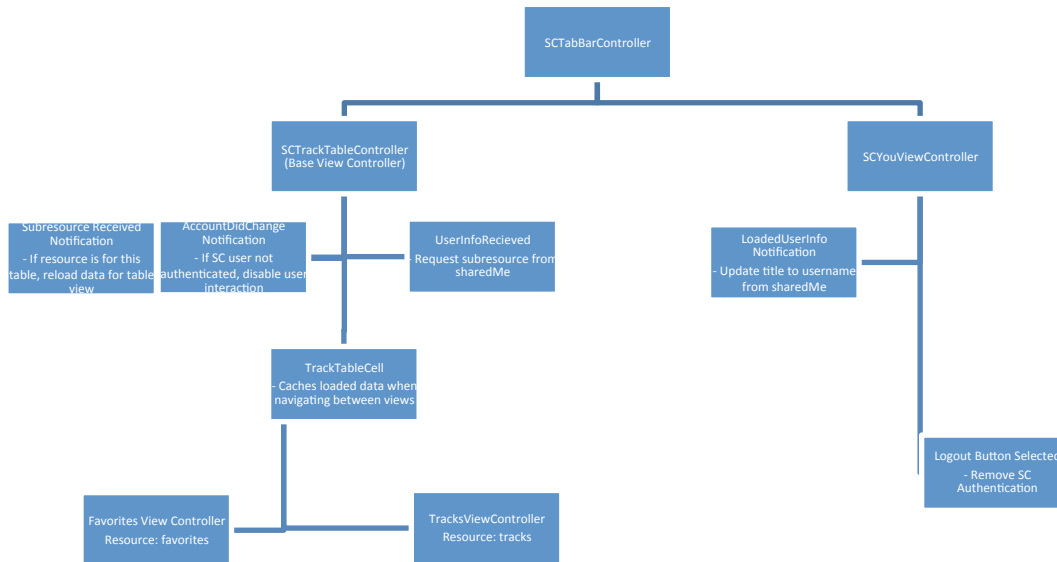 SCTabBarController
SCTrackTableController
(Base View Controller)
SCYouViewController
Subresource Received
Notification
- If resource is for this
table, reload data for table
view
AccountDidChange
Notification
- If SC user not
authenticated, disable user
interaction
UserInfoRecieved
- Request subresource from
sharedMe
LoadedUserInfo
Notification
- Update title to username
from sharedMe
TrackTableCell
- Caches loaded data when
navigating between views
Logout Button Selected
- Remove SC
Authentication
Favorites View Controller
Resource: favorites
TracksViewController
Resource: tracks